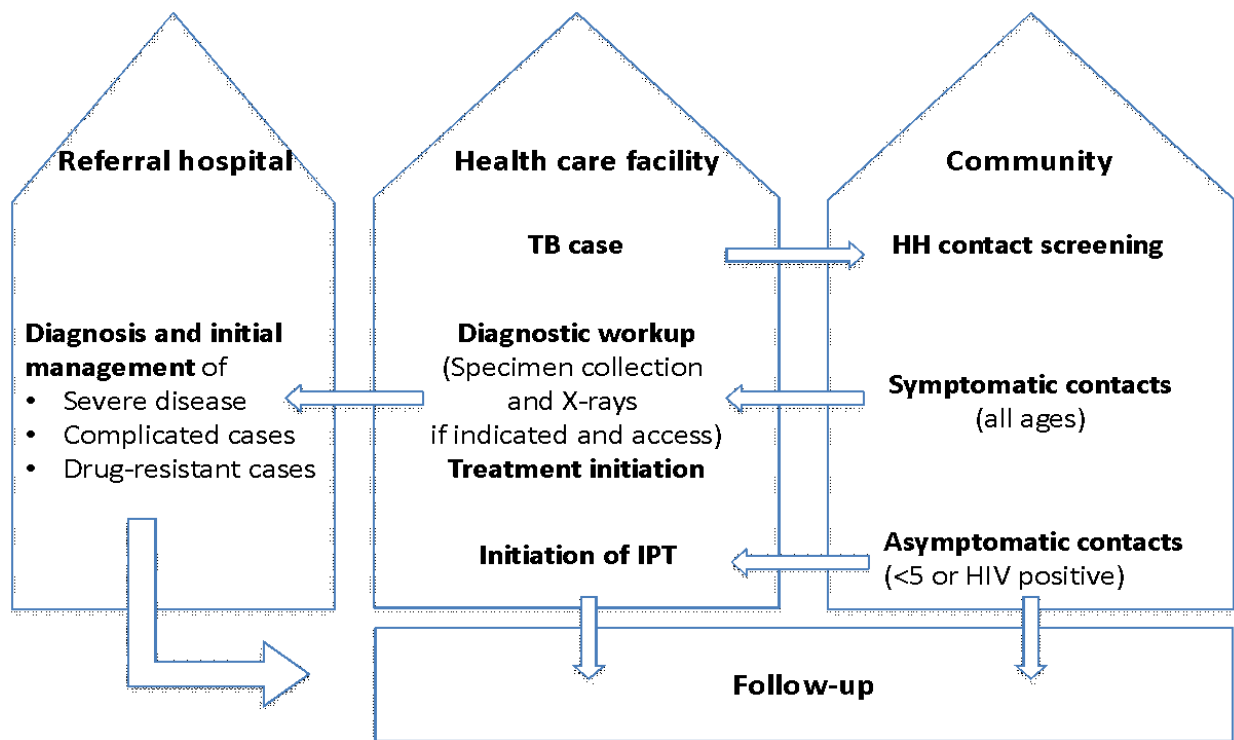 Referral hospital
Diagnosis and initial
management of
• Severe disease
• Complicated cases
• Drug-resistant cases
Health care facility
TB case
Diagnostic workup
(Specimen collection
and X-rays
if indicated and access)
Treatment initiation
Initiation of IPT
Community
HH contact screening
Symptomatic contacts
(all ages)
Asymptomatic contacts
(<5 or HIV positive)
Follow-up